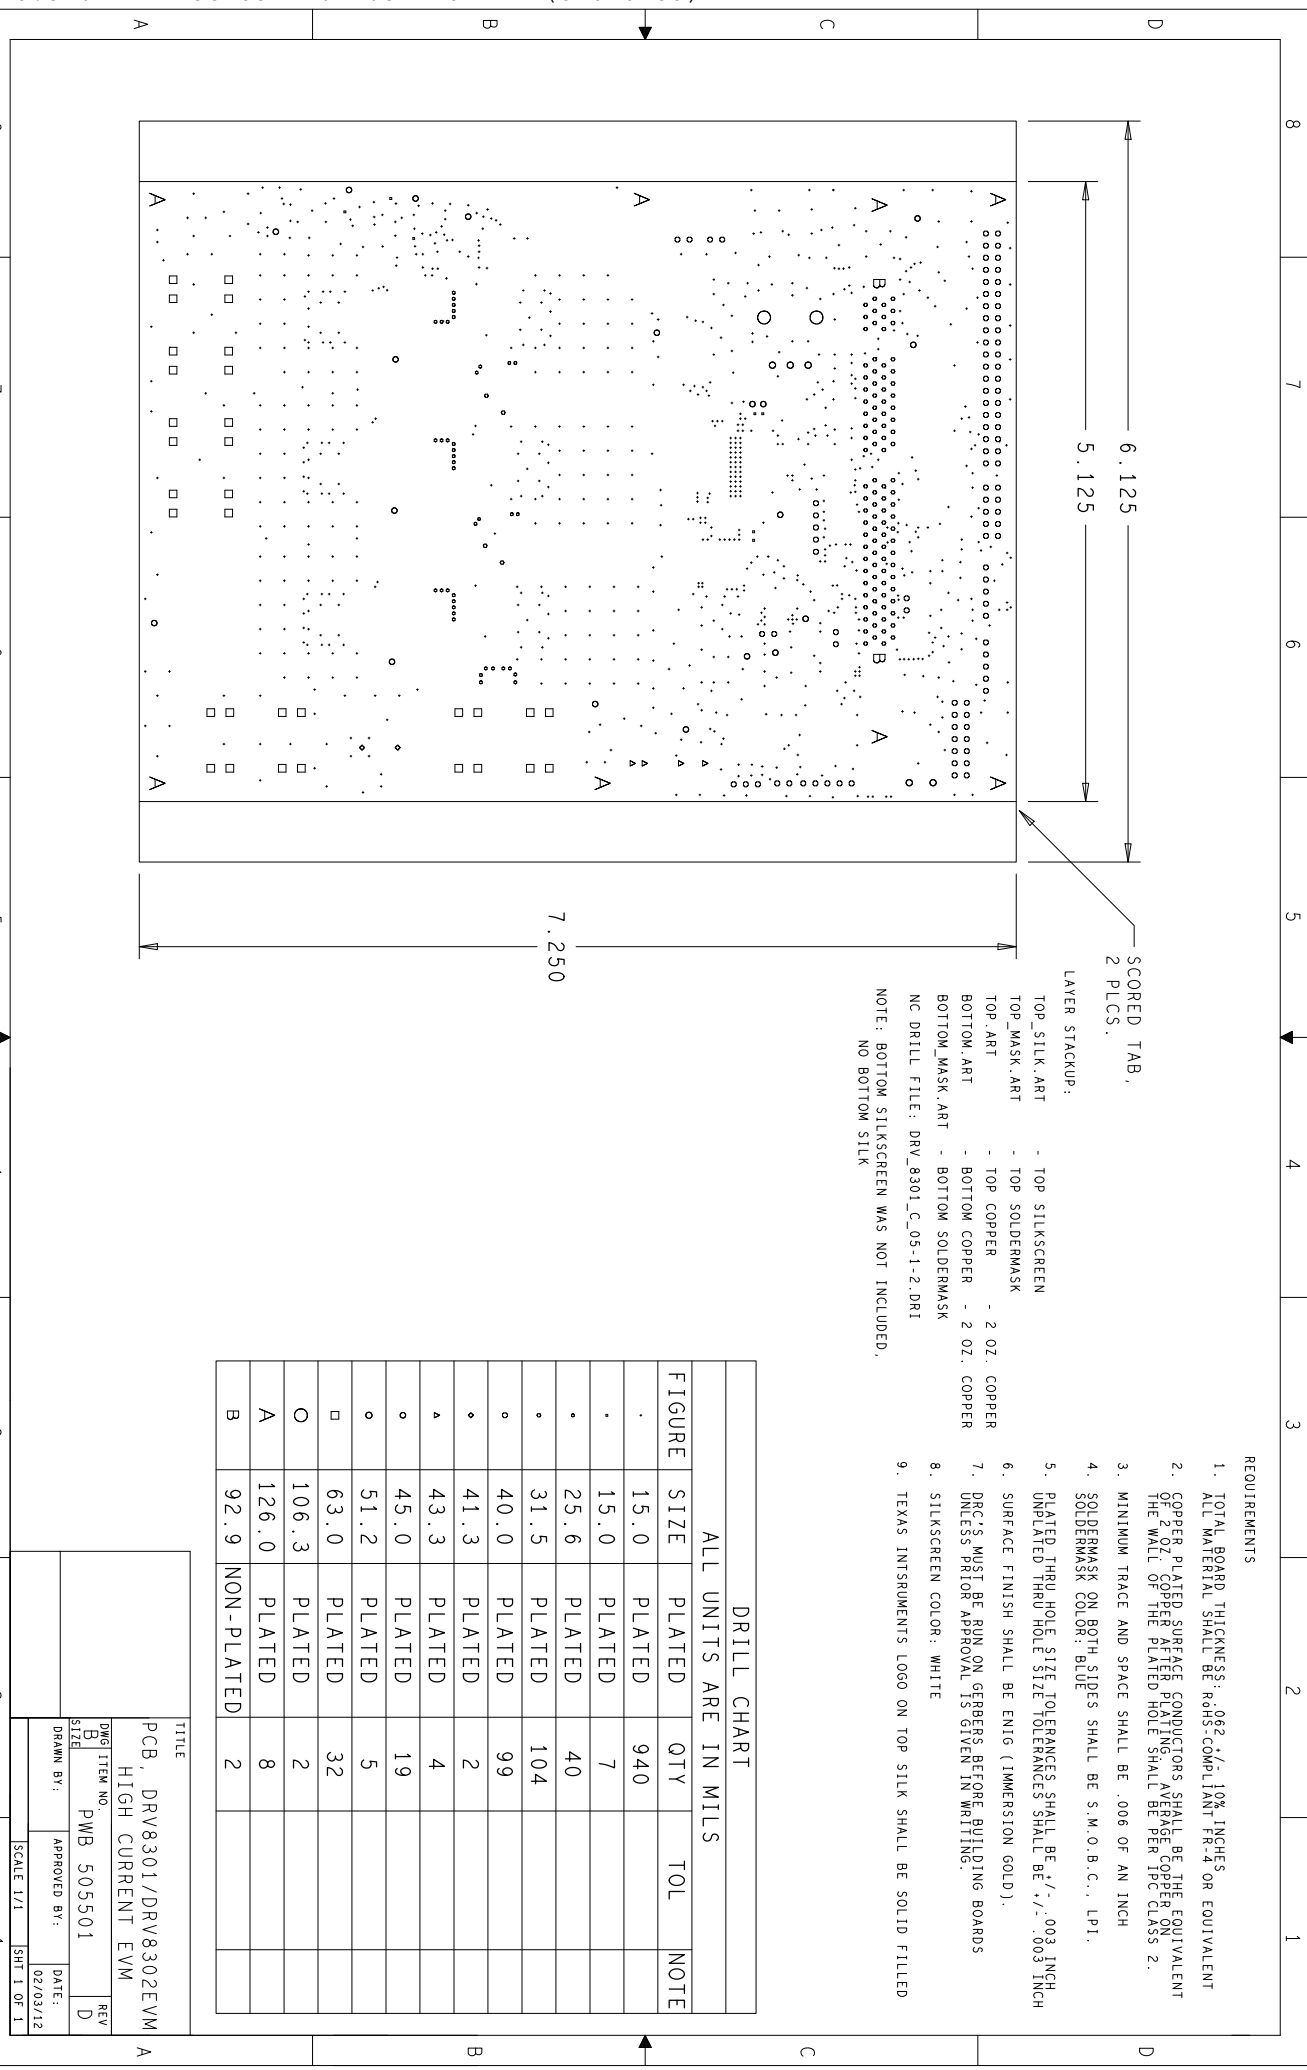 8
7
6
5
4
3
2
1
D
C
B
A
D
C
B
A
6.125
5.125
7.250
SCORED TAB,
2 PLCS.
A
A
A
A
A
A
A
A
B
B
LAYER STACKUP:
TOP_SILK.ART - TOP SILKSCREEN
TOP_MASK.ART - TOP SOLDERMASK
TOP.ART - TOP COPPER - 2 OZ. COPPER
BOTTOM.ART - BOTTOM COPPER - 2 OZ. COPPER
BOTTOM_MASK.ART - BOTTOM SOLDERMASK
NC DRILL FILE: DRV_8301_C_05-1-2.DRI
NOTE: BOTTOM SILKSCREEN WAS NOT INCLUDED,
NO BOTTOM SILK
REQUIREMENTS
1. TOTAL BOARD THICKNESS: .062 +/- 10% INCHES
ALL MATERIAL SHALL BE RoHS-COMPLIANT FR-4 OR EQUIVALENT
2. COPPER PLATED SURFACE CONDUCTORS SHALL BE THE EQUIVALENT
OF 2 OZ. COPPER AFTER PLATING. AVERAGE COPPER ON
THE WALL OF THE PLATED HOLE SHALL BE PER IPC CLASS 2.
3. MINIMUM TRACE AND SPACE SHALL BE .006 OF AN INCH
4. SOLDERMASK ON BOTH SIDES SHALL BE S.M.O.B.C., LPI.
SOLDERMASK COLOR: BLUE
5. PLATED THRU HOLE SIZE TOLERANCES SHALL BE +/- .003 INCH
UNPLATED THRU HOLE SIZE TOLERANCES SHALL BE +/- .003 INCH
6. SURFACE FINISH SHALL BE ENIG (IMMERSION GOLD).
7. DRC'S MUST BE RUN ON GERBERS BEFORE BUILDING BOARDS
UNLESS PRIOR APPROVAL IS GIVEN IN WRITING.
8. SILKSCREEN COLOR: WHITE
9. TEXAS INTSRUMENTS LOGO ON TOP SILK SHALL BE SOLID FILLED
DRILL CHART
ALL UNITS ARE IN MILS
FIGURE SIZE PLATED QTY TOL NOTE
15.0 PLATED 940
15.0 PLATED 7
25.6 PLATED 40
31.5 PLATED 104
40.0 PLATED 99
41.3 PLATED 2
43.3 PLATED 4
45.0 PLATED 19
51.2 PLATED 5
63.0 PLATED 32
106.3 PLATED 2
A 126.0 PLATED 8
B 92.9 NON-PLATED 2
TITLE
PCB, DRV8301/DRV8302EVM
HIGH CURRENT EVM
DWG SIZE B
ITEM NO. PWB 505501
REV D
DRAWN BY:
APPROVED BY:
DATE: 02/03/12
SCALE 1/1
SHT 1 OF 1